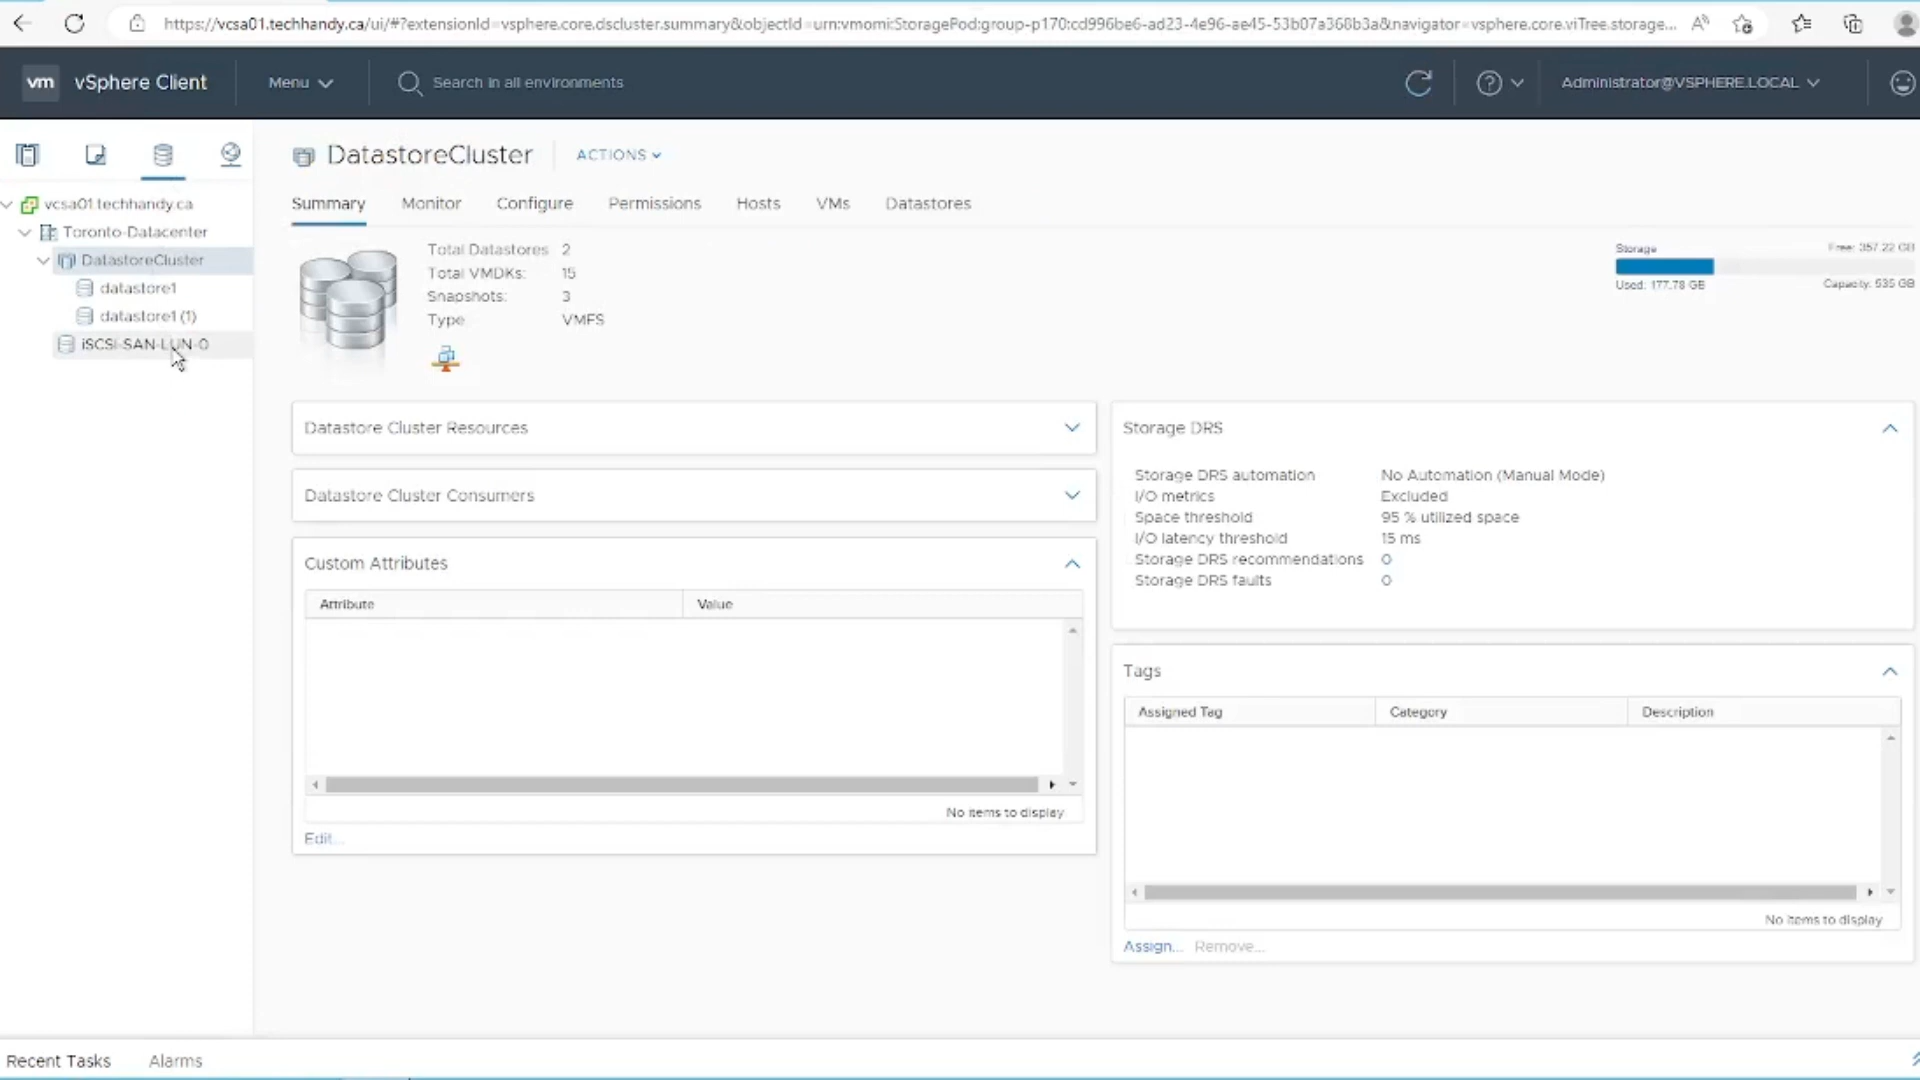 https://vcsa01.techhandy.ca/ui/#?extensionId=vsphere.core.dscluster.summary&objectId=urn:vmomi:StoragePod:group-p170:cd996be6-ad23-4e96-ae45-53b07a368b3a&navigator=vsphere.core.viTree.storage...
vm vSphere Client Menu Search in all environments Administrator@VSPHERE.LOCAL
DatastoreCluster ACTIONS
Summary Monitor Configure Permissions Hosts VMs Datastores
vcsa01.techhandy.ca
Toronto-Datacenter
DatastoreCluster
datastore1
datastore1 (1)
iSCSI-SAN-LUN-0
Total Datastores 2
Total VMDKs: 15
Snapshots: 3
Type VMFS
Storage Free: 357.22 GB
Used: 177.78 GB Capacity: 535 GB
Datastore Cluster Resources
Datastore Cluster Consumers
Custom Attributes
Attribute Value
No items to display
Edit...
Storage DRS
Storage DRS automation No Automation (Manual Mode)
I/O metrics Excluded
Space threshold 95 % utilized space
I/O latency threshold 15 ms
Storage DRS recommendations 0
Storage DRS faults 0
Tags
Assigned Tag Category Description
No items to display
Assign... Remove...
Recent Tasks Alarms